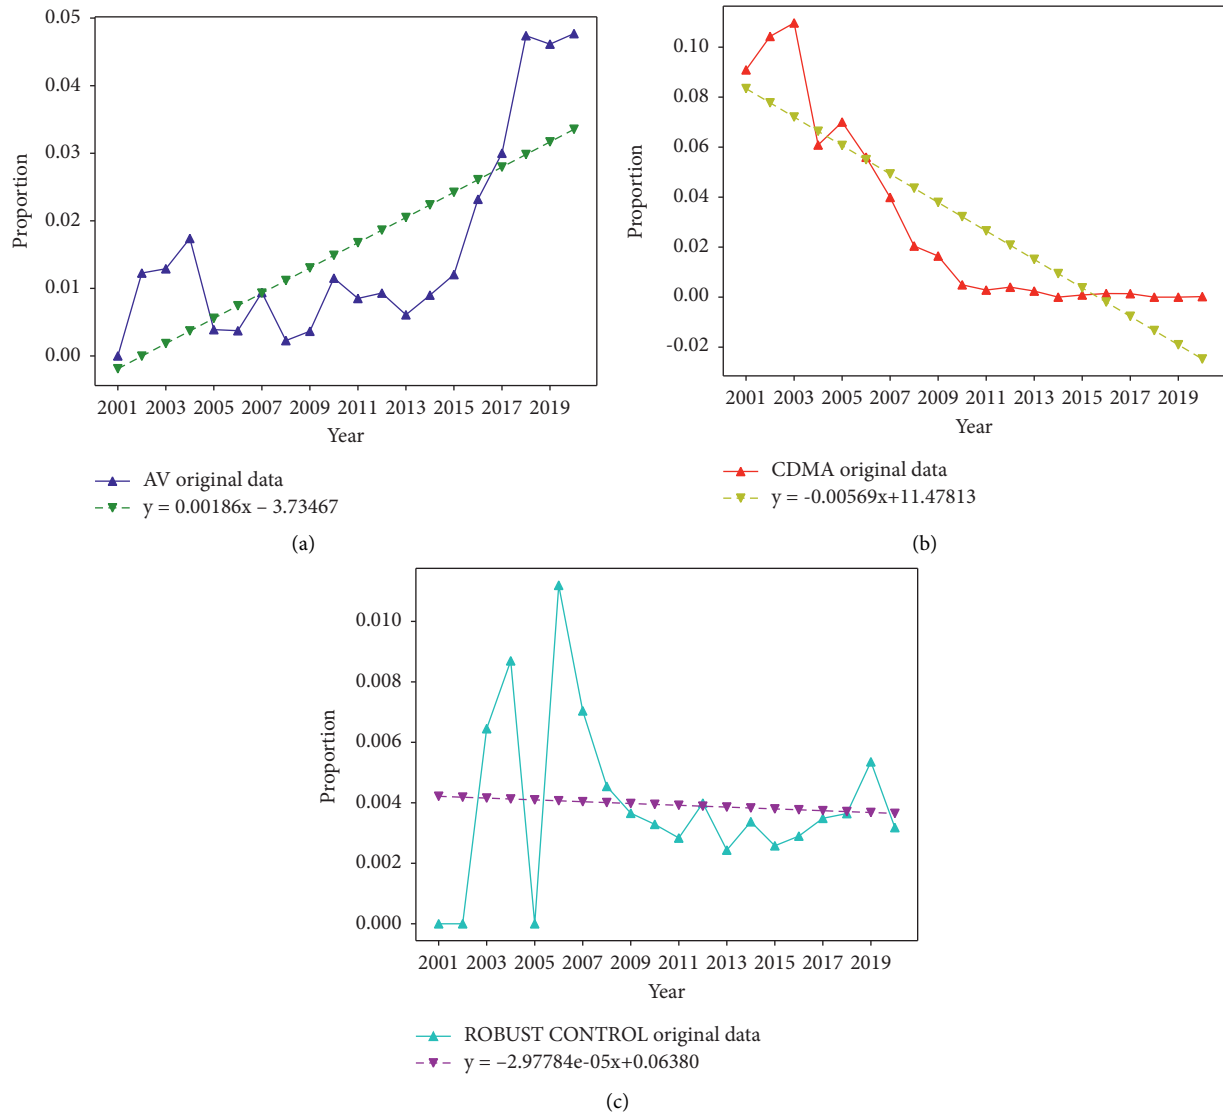 0.05
0.04
0.03
0.02
0.01
0.00
Proportion
2001 2003 2005 2007 2009 2011 2013 2015 2017 2019
Year
AV original data
y = 0.00186x – 3.73467
(a)
0.10
0.08
0.06
0.04
0.02
0.00
-0.02
Proportion
2001 2003 2005 2007 2009 2011 2013 2015 2017 2019
Year
CDMA original data
y = -0.00569x+11.47813
(b)
0.010
0.008
0.006
0.004
0.002
0.000
Proportion
2001 2003 2005 2007 2009 2011 2013 2015 2017 2019
Year
ROBUST CONTROL original data
y = –2.97784e-05x+0.06380
(c)